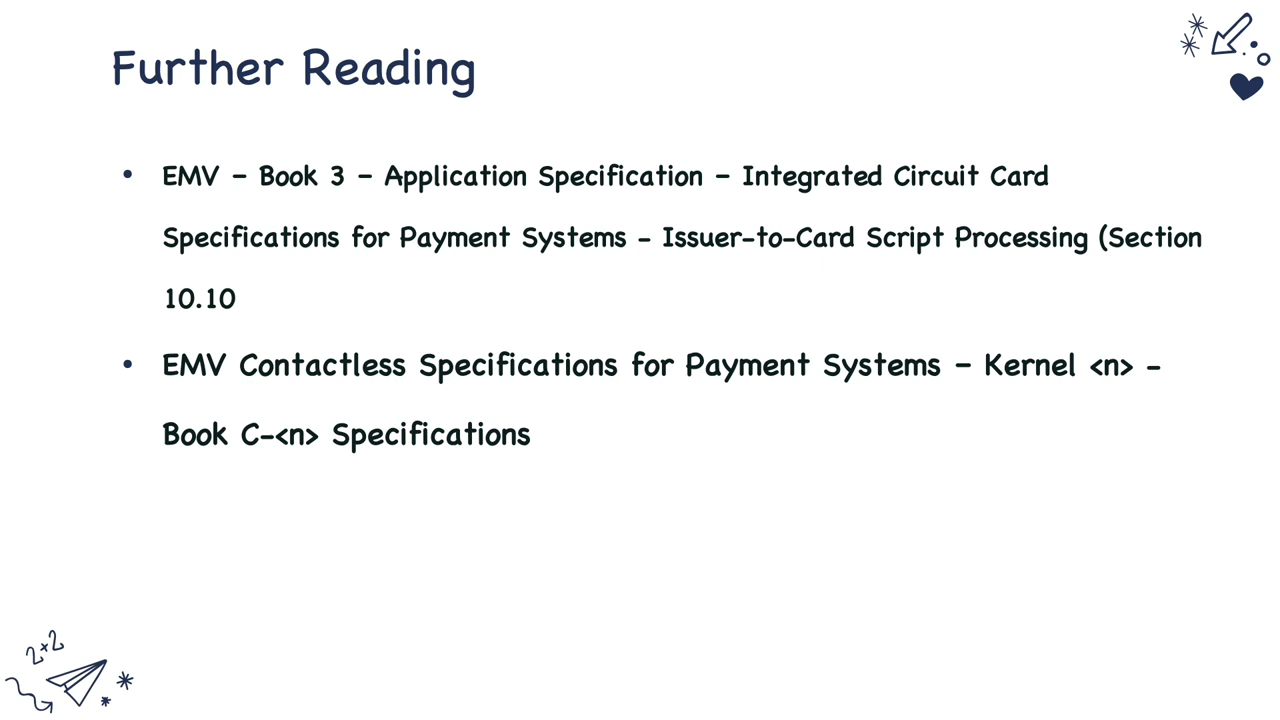 Further Reading
• EMV – Book 3 – Application Specification – Integrated Circuit Card
Specifications for Payment Systems - Issuer-to-Card Script Processing (Section
10.10
• EMV Contactless Specifications for Payment Systems – Kernel <n> -
Book C-<n> Specifications
2+2